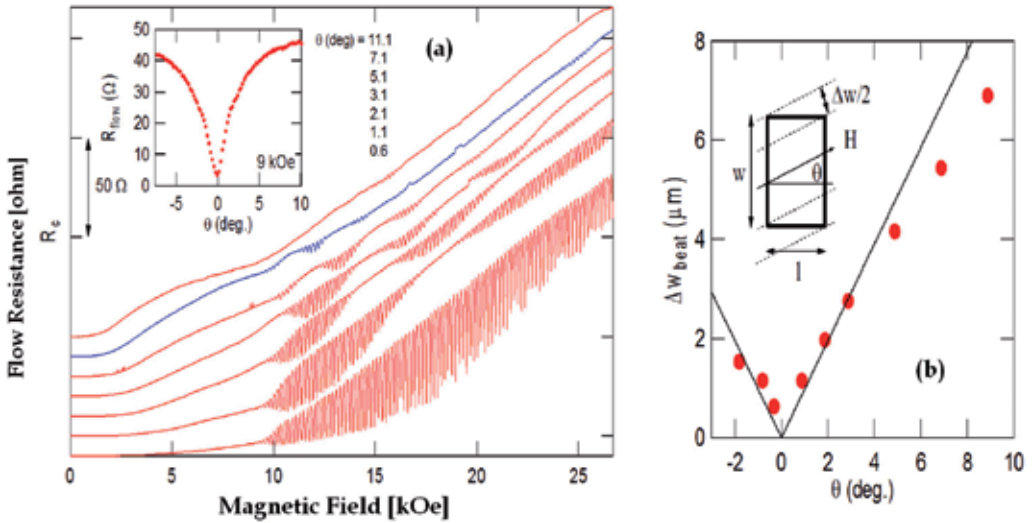 50
40
30
20
10
0
R_flow (Ω)
-5
0
5
10
θ (deg.)
9 kOe
(a)
θ (deg) = 11.1
7.1
5.1
3.1
2.1
1.1
0.6
50 Ω
R_c
Flow Resistance [ohm]
0
5
10
15
20
25
Magnetic Field [kOe]
8
6
4
2
0
Δw_beat (μm)
Δw/2
H
w
θ
l
(b)
-2
0
2
4
6
8
10
θ (deg.)